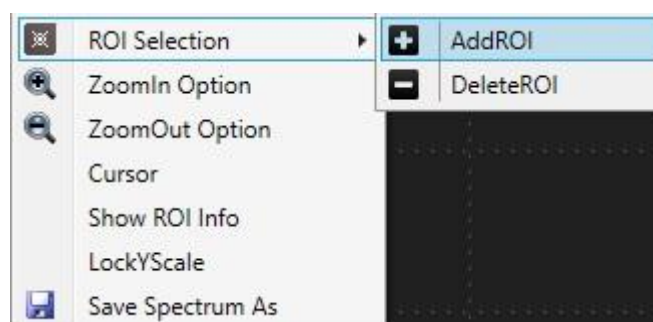 ROI Selection
AddROI
DeleteROI
ZoomIn Option
ZoomOut Option
Cursor
Show ROI Info
LockYScale
Save Spectrum As